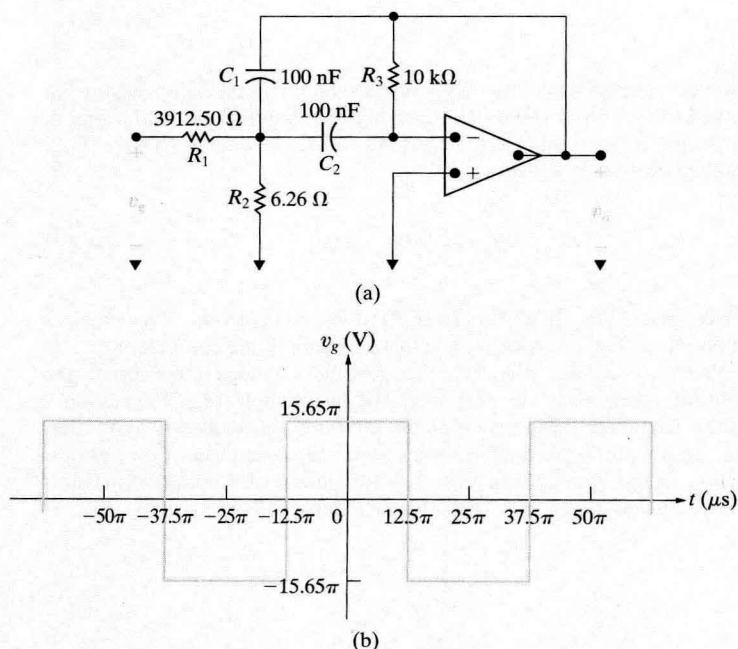 C₁ 100 nF R₃ 10 kΩ
100 nF
3912.50 Ω
R₁ C₂
R₂ 6.26 Ω
+ − +
− + −
v_g
(a)
v_g (V)
15.65π
−50π −37.5π −25π −12.5π 0 12.5π 25π 37.5π 50π t (μs)
−15.65π
(b)